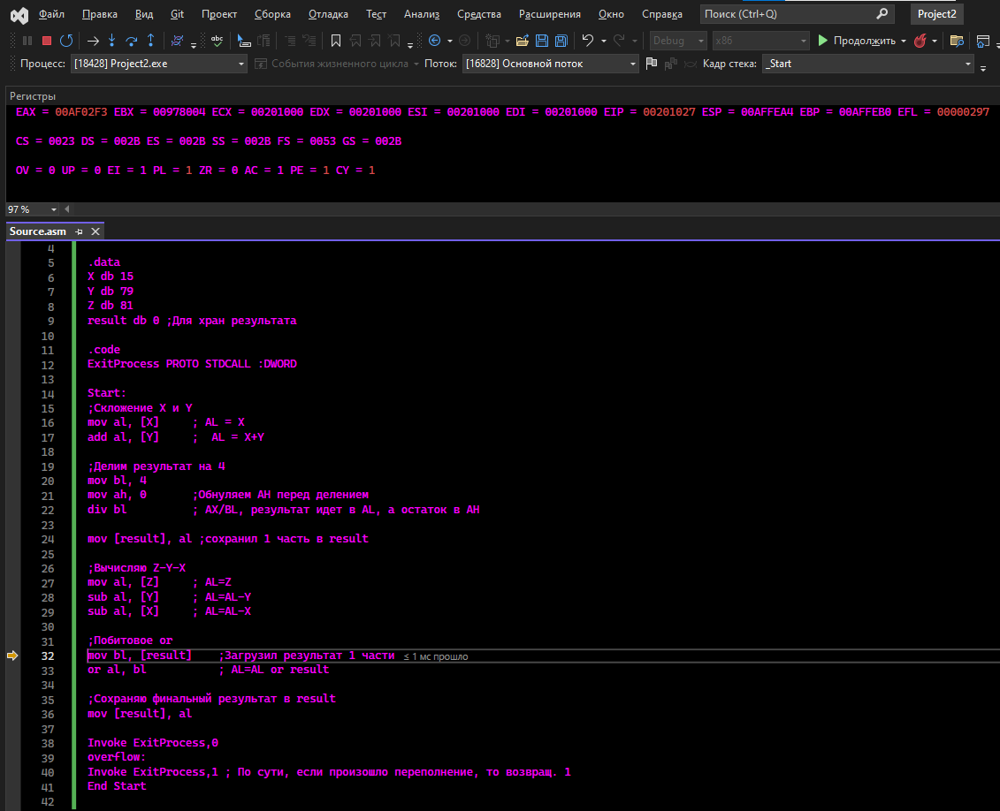 Файл Правка Вид Git Проект Сборка Отладка Тест Анализ Средства Расширения Окно Справка Поиск (Ctrl+Q) Project2
abc Debug x86 Продолжить
Процесс: [18428] Project2.exe События жизненного цикла Поток: [16828] Основной поток Кадр стека: _Start
Регистры
EAX = 00AF02F3 EBX = 00978004 ECX = 00201000 EDX = 00201000 ESI = 00201000 EDI = 00201000 EIP = 00201027 ESP = 00AFFEA4 EBP = 00AFFEB0 EFL = 00000297
CS = 0023 DS = 002B ES = 002B SS = 002B FS = 0053 GS = 002B
OV = 0 UP = 0 EI = 1 PL = 1 ZR = 0 AC = 1 PE = 1 CY = 1
97 %
Source.asm
4
5 .data
6 X db 15
7 Y db 79
8 Z db 81
9 result db 0 ;Для хран результата
10
11 .code
12 ExitProcess PROTO STDCALL :DWORD
13
14 Start:
15 ;Скложение X и Y
16 mov al, [X] ; AL = X
17 add al, [Y] ; AL = X+Y
18
19 ;Делим результат на 4
20 mov bl, 4
21 mov ah, 0 ;Обнуляем AH перед делением
22 div bl ; AX/BL, результат идет в AL, а остаток в AH
23
24 mov [result], al ;сохранил 1 часть в result
25
26 ;Вычисляю Z-Y-X
27 mov al, [Z] ; AL=Z
28 sub al, [Y] ; AL=AL-Y
29 sub al, [X] ; AL=AL-X
30
31 ;Побитовое or
32 mov bl, [result] ;Загрузил результат 1 части ≤ 1 мс прошло
33 or al, bl ; AL=AL or result
34
35 ;Сохраняю финальный результат в result
36 mov [result], al
37
38 Invoke ExitProcess,0
39 overflow:
40 Invoke ExitProcess,1 ; По сути, если произошло переполнение, то возвращ. 1
41 End Start
42